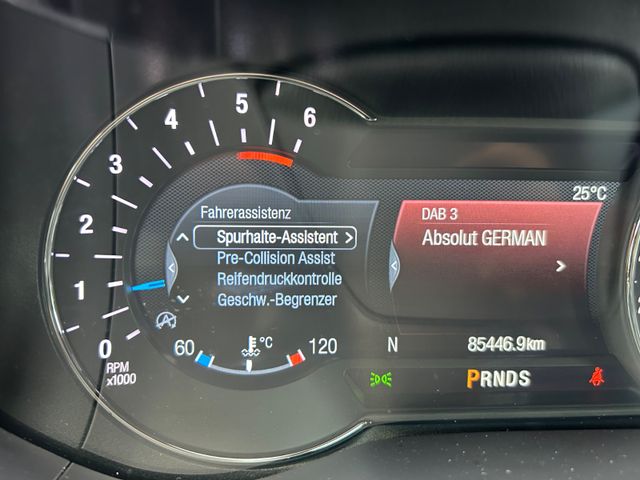 5
6
4
3
2
1
0
RPM
x1000
Fahrerassistenz
Spurhalte-Assistent
Pre-Collision Assist
Reifendruckkontrolle
Geschw.-Begrenzer
60 °C 120
25°C
DAB 3
Absolut GERMAN
N 85446.9km
PRNDS